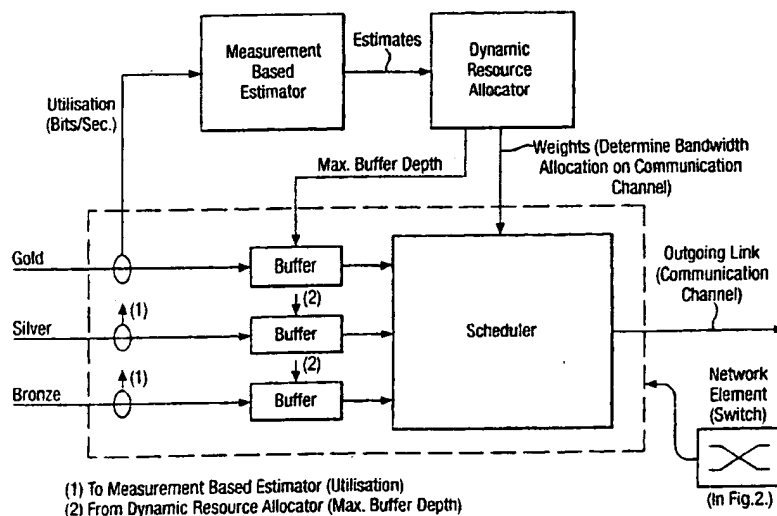 Measurement
Based
Estimator
Estimates
Dynamic
Resource
Allocator
Utilisation
(Bits/Sec.)
Max. Buffer Depth
Weights (Determine Bandwidth
Allocation on Communication
Channel)
Gold
Buffer
(2)
Silver
(1)
Buffer
(2)
Bronze
(1)
Buffer
Scheduler
Outgoing Link
(Communication
Channel)
Network
Element
(Switch)
(In Fig.2.)
(1) To Measurement Based Estimator (Utilisation)
(2) From Dynamic Resource Allocator (Max. Buffer Depth)